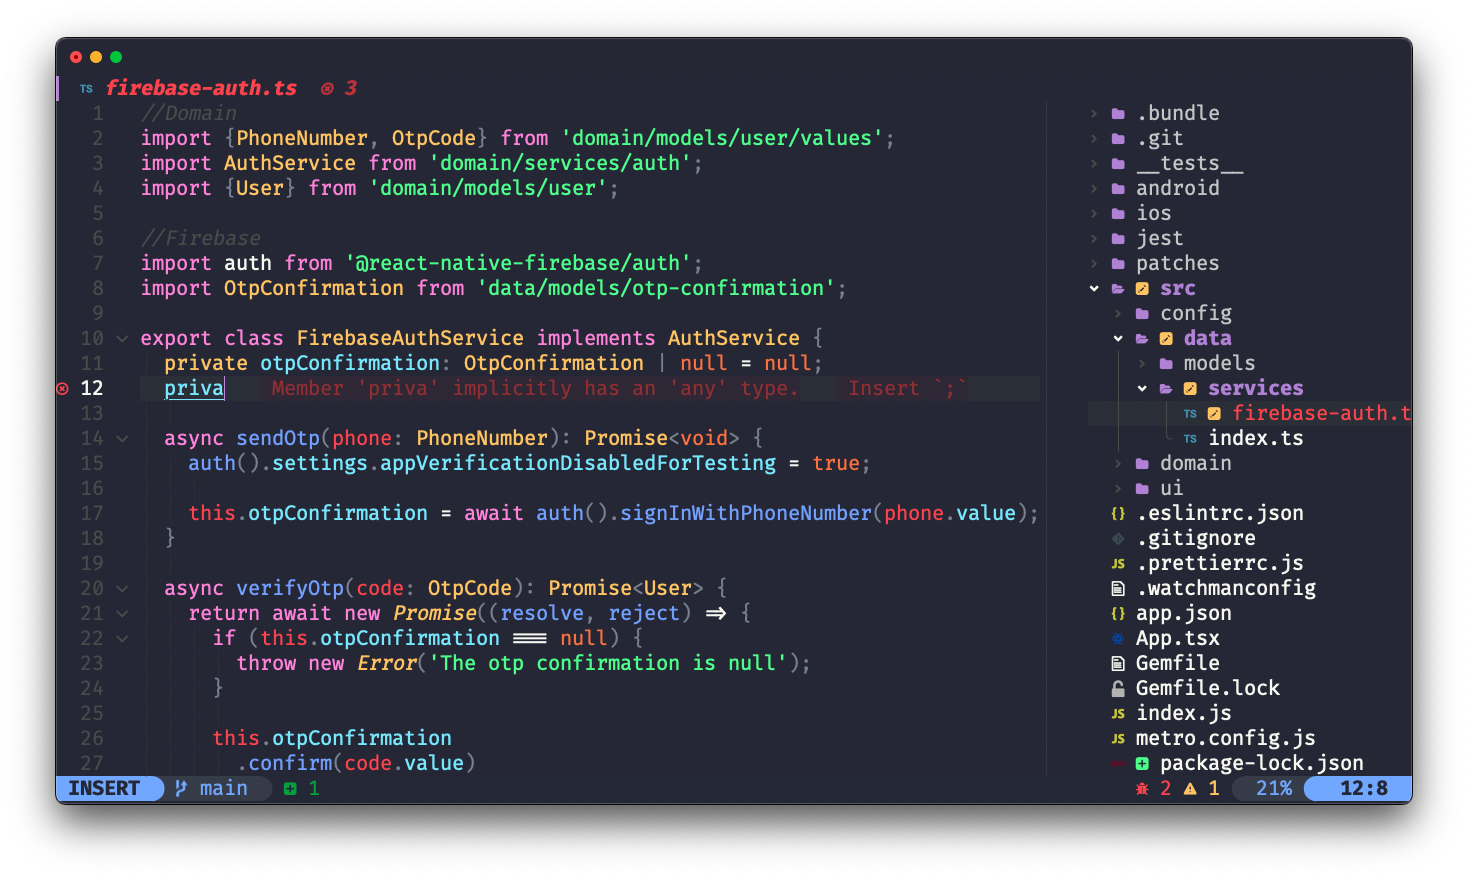 TS firebase-auth.ts 3
1 //Domain
2 import {PhoneNumber, OtpCode} from 'domain/models/user/values';
3 import AuthService from 'domain/services/auth';
4 import {User} from 'domain/models/user';
5
6 //Firebase
7 import auth from '@react-native-firebase/auth';
8 import OtpConfirmation from 'data/models/otp-confirmation';
9
10 export class FirebaseAuthService implements AuthService {
11 private otpConfirmation: OtpConfirmation | null = null;
12 priva Member 'priva' implicitly has an 'any' type. Insert `;`
13
14 async sendOtp(phone: PhoneNumber): Promise<void> {
15 auth().settings.appVerificationDisabledForTesting = true;
16
17 this.otpConfirmation = await auth().signInWithPhoneNumber(phone.value);
18 }
19
20 async verifyOtp(code: OtpCode): Promise<User> {
21 return await new Promise((resolve, reject) => {
22 if (this.otpConfirmation === null) {
23 throw new Error('The otp confirmation is null');
24 }
25
26 this.otpConfirmation
27 .confirm(code.value)
.bundle
.git
__tests__
android
ios
jest
patches
src
config
data
models
services
TS firebase-auth.t
TS index.ts
domain
ui
{} .eslintrc.json
.gitignore
JS .prettierrc.js
.watchmanconfig
{} app.json
App.tsx
Gemfile
Gemfile.lock
JS index.js
JS metro.config.js
package-lock.json
INSERT main 1 2 1 21% 12:8